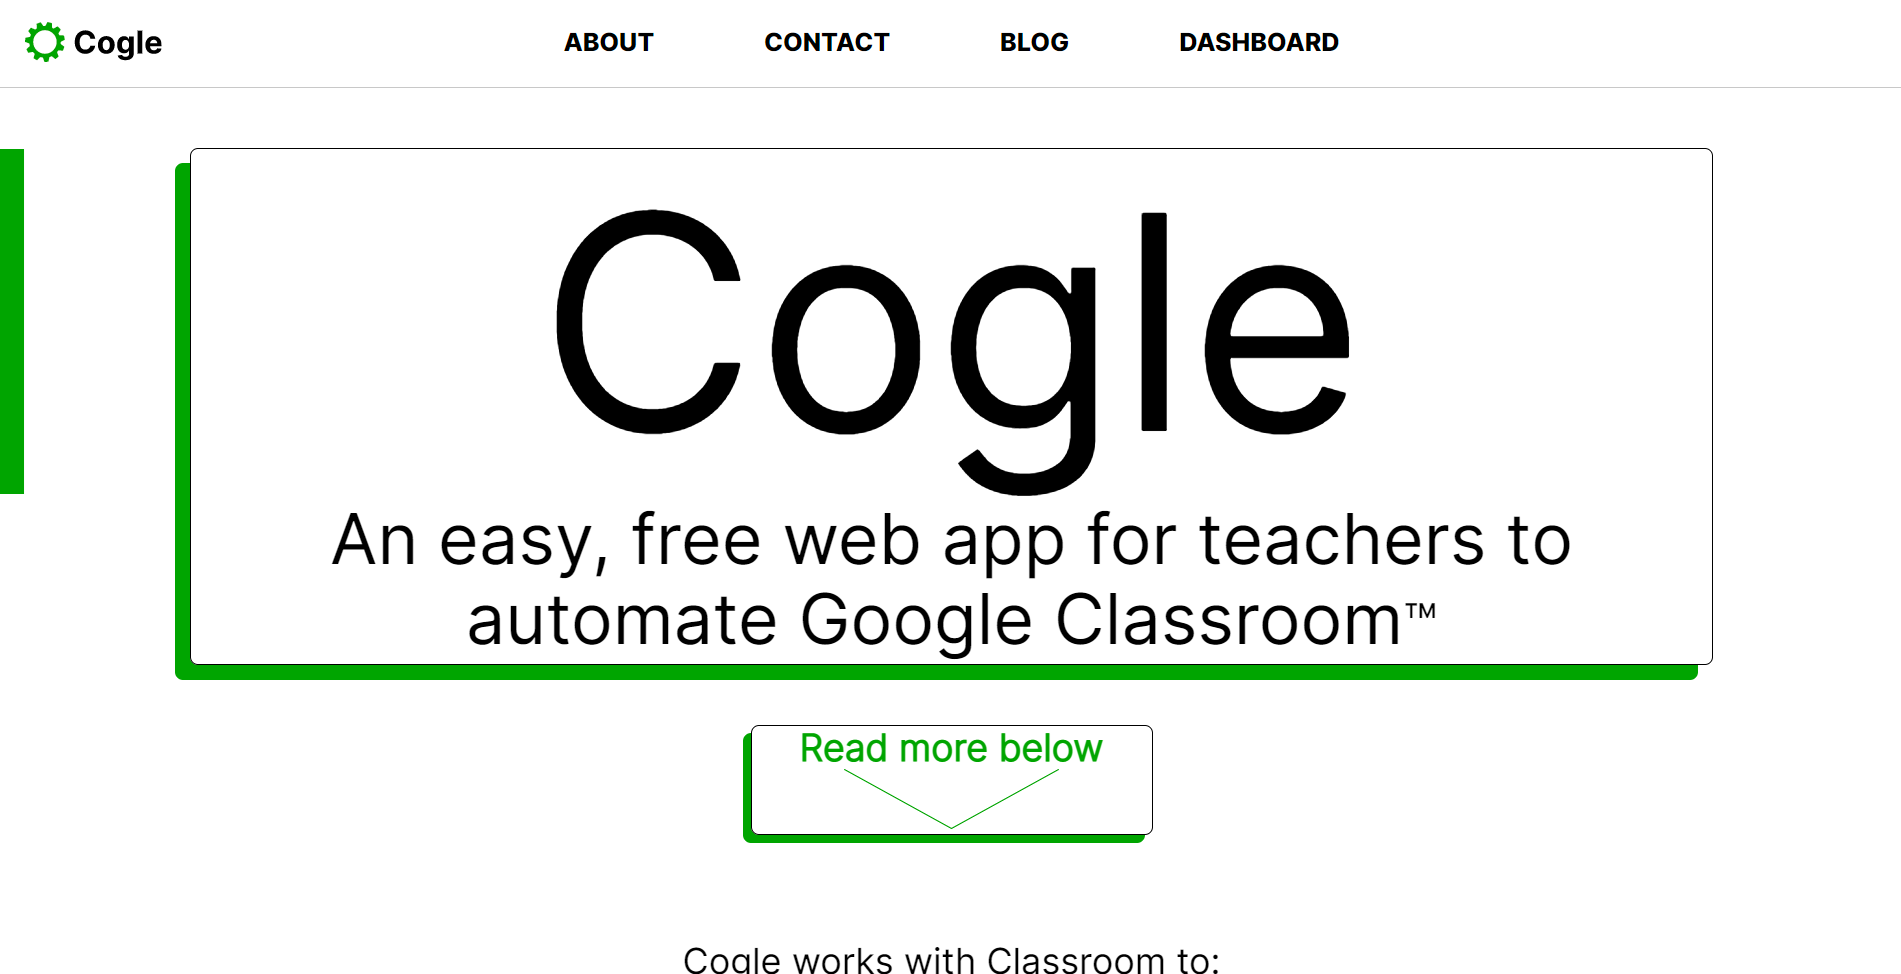 Cogle
ABOUT
CONTACT
BLOG
DASHBOARD
Cogle
An easy, free web app for teachers to
automate Google Classroom™
Read more below
Cogle works with Classroom to: